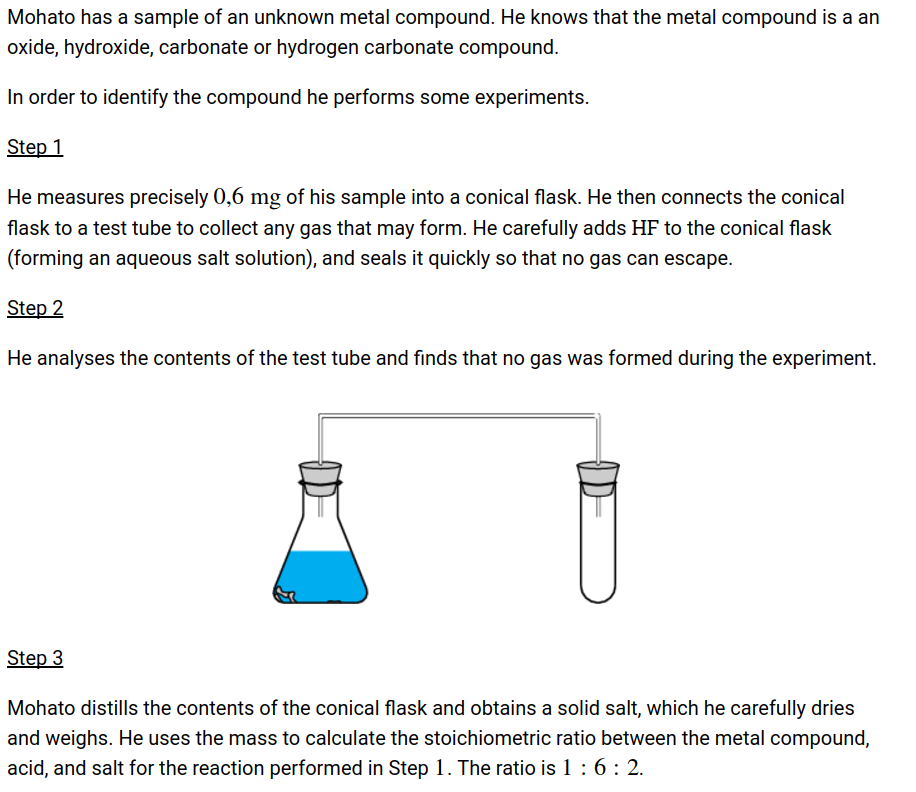 Mohato has a sample of an unknown metal compound. He knows that the metal compound is a an
oxide, hydroxide, carbonate or hydrogen carbonate compound.
In order to identify the compound he performs some experiments.
Step 1
He measures precisely 0,6 mg of his sample into a conical flask. He then connects the conical
flask to a test tube to collect any gas that may form. He carefully adds HF to the conical flask
(forming an aqueous salt solution), and seals it quickly so that no gas can escape.
Step 2
He analyses the contents of the test tube and finds that no gas was formed during the experiment.
Step 3
Mohato distills the contents of the conical flask and obtains a solid salt, which he carefully dries
and weighs. He uses the mass to calculate the stoichiometric ratio between the metal compound,
acid, and salt for the reaction performed in Step 1. The ratio is 1 : 6 : 2.